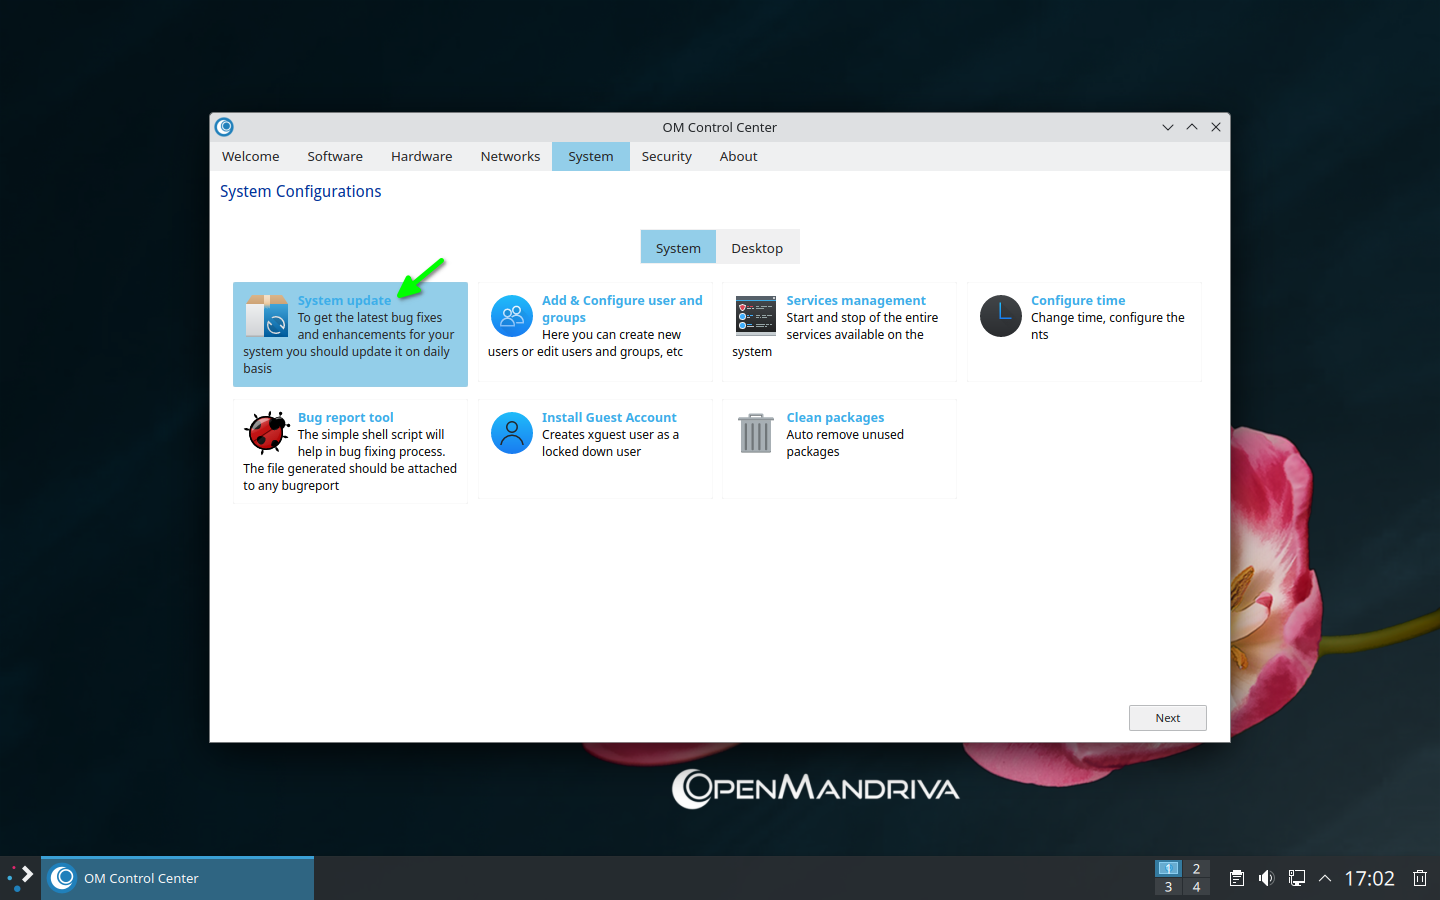 OM Control Center
Welcome Software Hardware Networks System Security About
System Configurations
System Desktop
System update
To get the latest bug fixes
and enhancements for your
system you should update it on daily
basis
Add & Configure user and
groups
Here you can create new
users or edit users and groups, etc
Services management
Start and stop of the entire
services available on the
system
Configure time
Change time, configure the
nts
Bug report tool
The simple shell script will
help in bug fixing process.
The file generated should be attached
to any bugreport
Install Guest Account
Creates xguest user as a
locked down user
Clean packages
Auto remove unused
packages
Next
OpenMandriva
OM Control Center
1 2
3 4
17:02